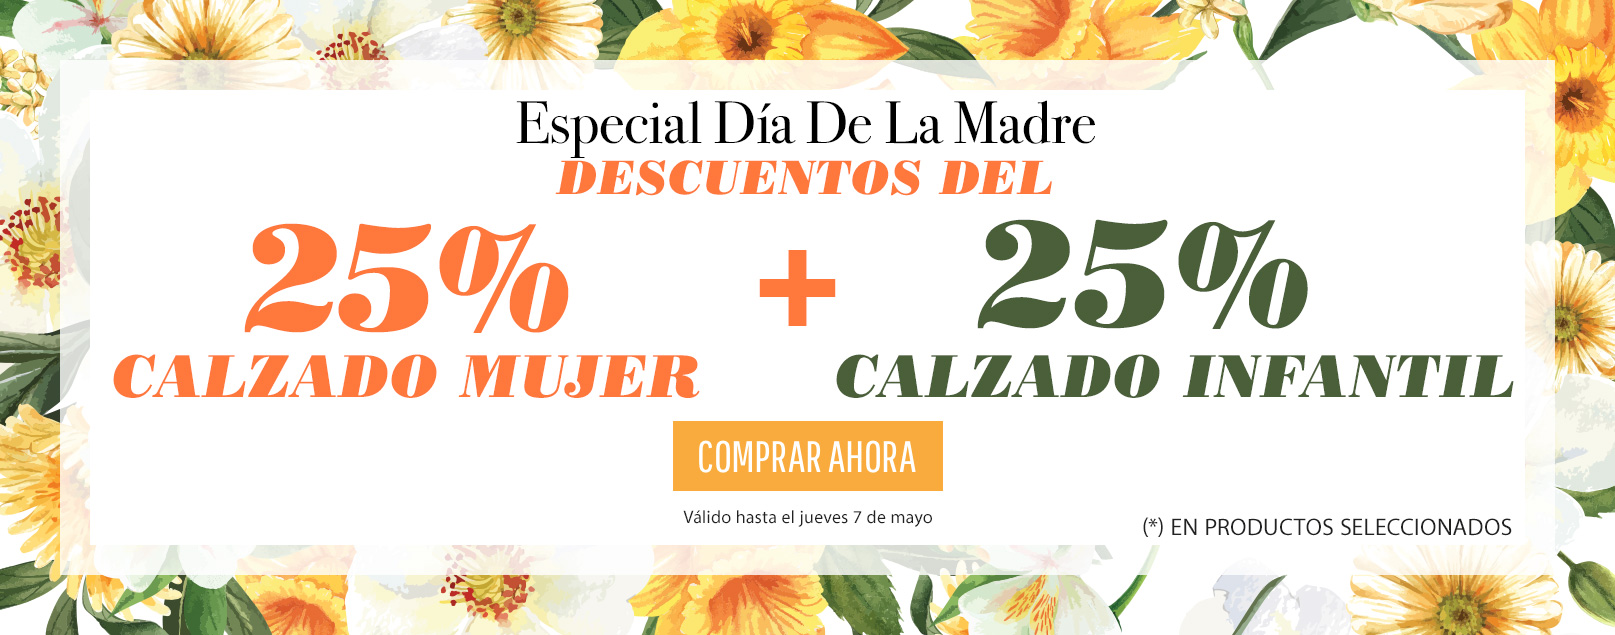 Especial Día De La Madre
DESCUENTOS DEL
25% + 25%
CALZADO MUJER CALZADO INFANTIL
COMPRAR AHORA
Válido hasta el jueves 7 de mayo
(*) EN PRODUCTOS SELECCIONADOS